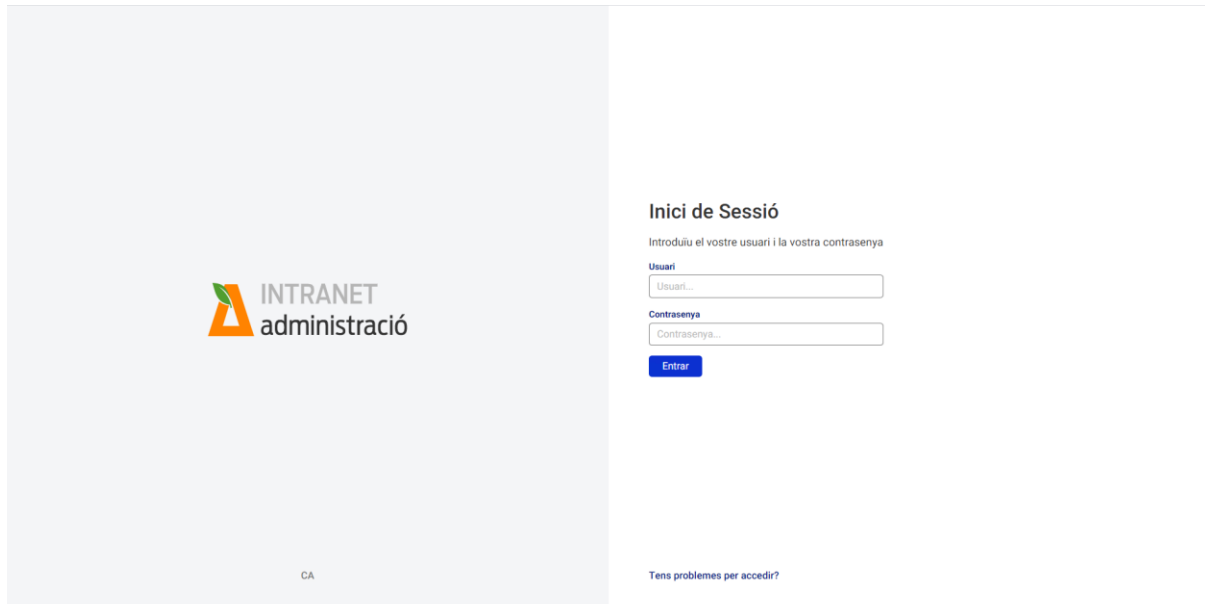 INTRANET
administració
CA
Inici de Sessió
Introduïu el vostre usuari i la vostra contrasenya
Usuari
Usuari...
Contrasenya
Contrasenya...
Entrar
Tens problemes per accedir?